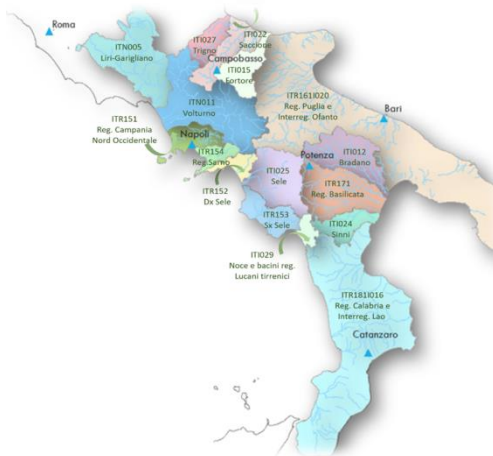 Roma
ITI027
Trigno
ITI022
Saccione
ITN005
Liri-Garigliano
Campobasso
ITI015
Fortore
ITN011
Volturno
ITR161I020
Reg. Puglia e
Interreg. Ofanto
Bari
ITR151
Reg. Campania
Nord Occidentale
Napoli
ITR154
Reg.Sarno
ITI012
Bradano
Potenza
ITI025
Sele
ITR171
Reg. Basilicata
ITR152
Dx Sele
ITR153
Sx Sele
ITI024
Sinni
ITI029
Noce e bacini reg.
Lucani tirrenici
ITR181I016
Reg. Calabria e
Interreg. Lao
Catanzaro